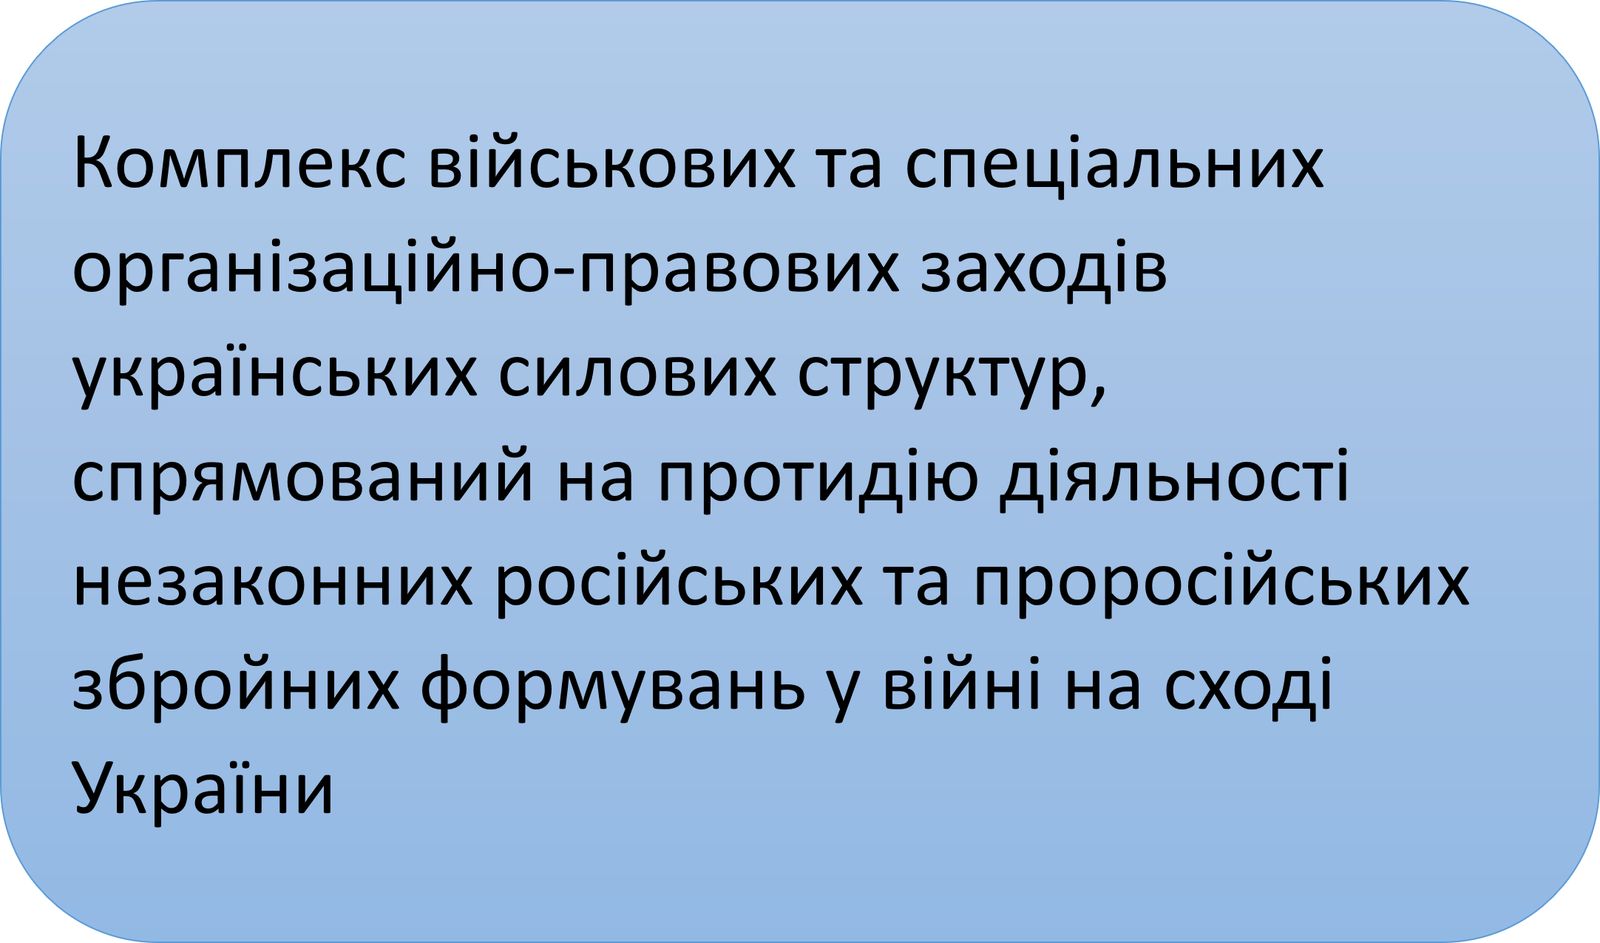 Комплекс військових та спеціальних
організаційно-правових заходів
українських силових структур,
спрямований на протидію діяльності
незаконних російських та проросійських
збройних формувань у війні на сході
України